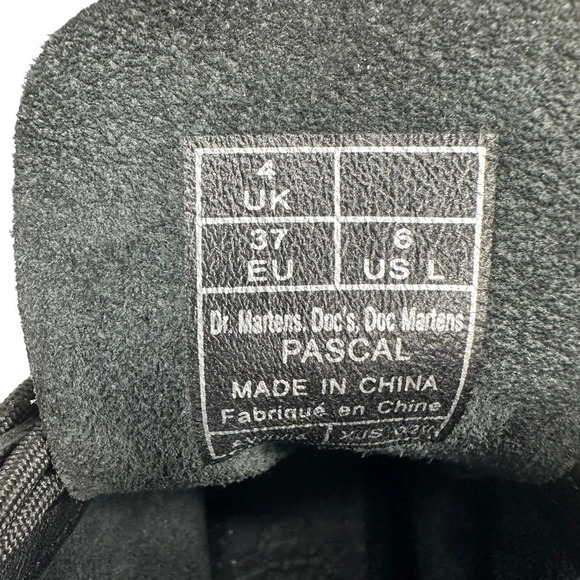 4
UK
37
EU
6
US L
Dr. Martens, Doc's, Doc Martens
PASCAL
MADE IN CHINA
Fabriqué en Chine